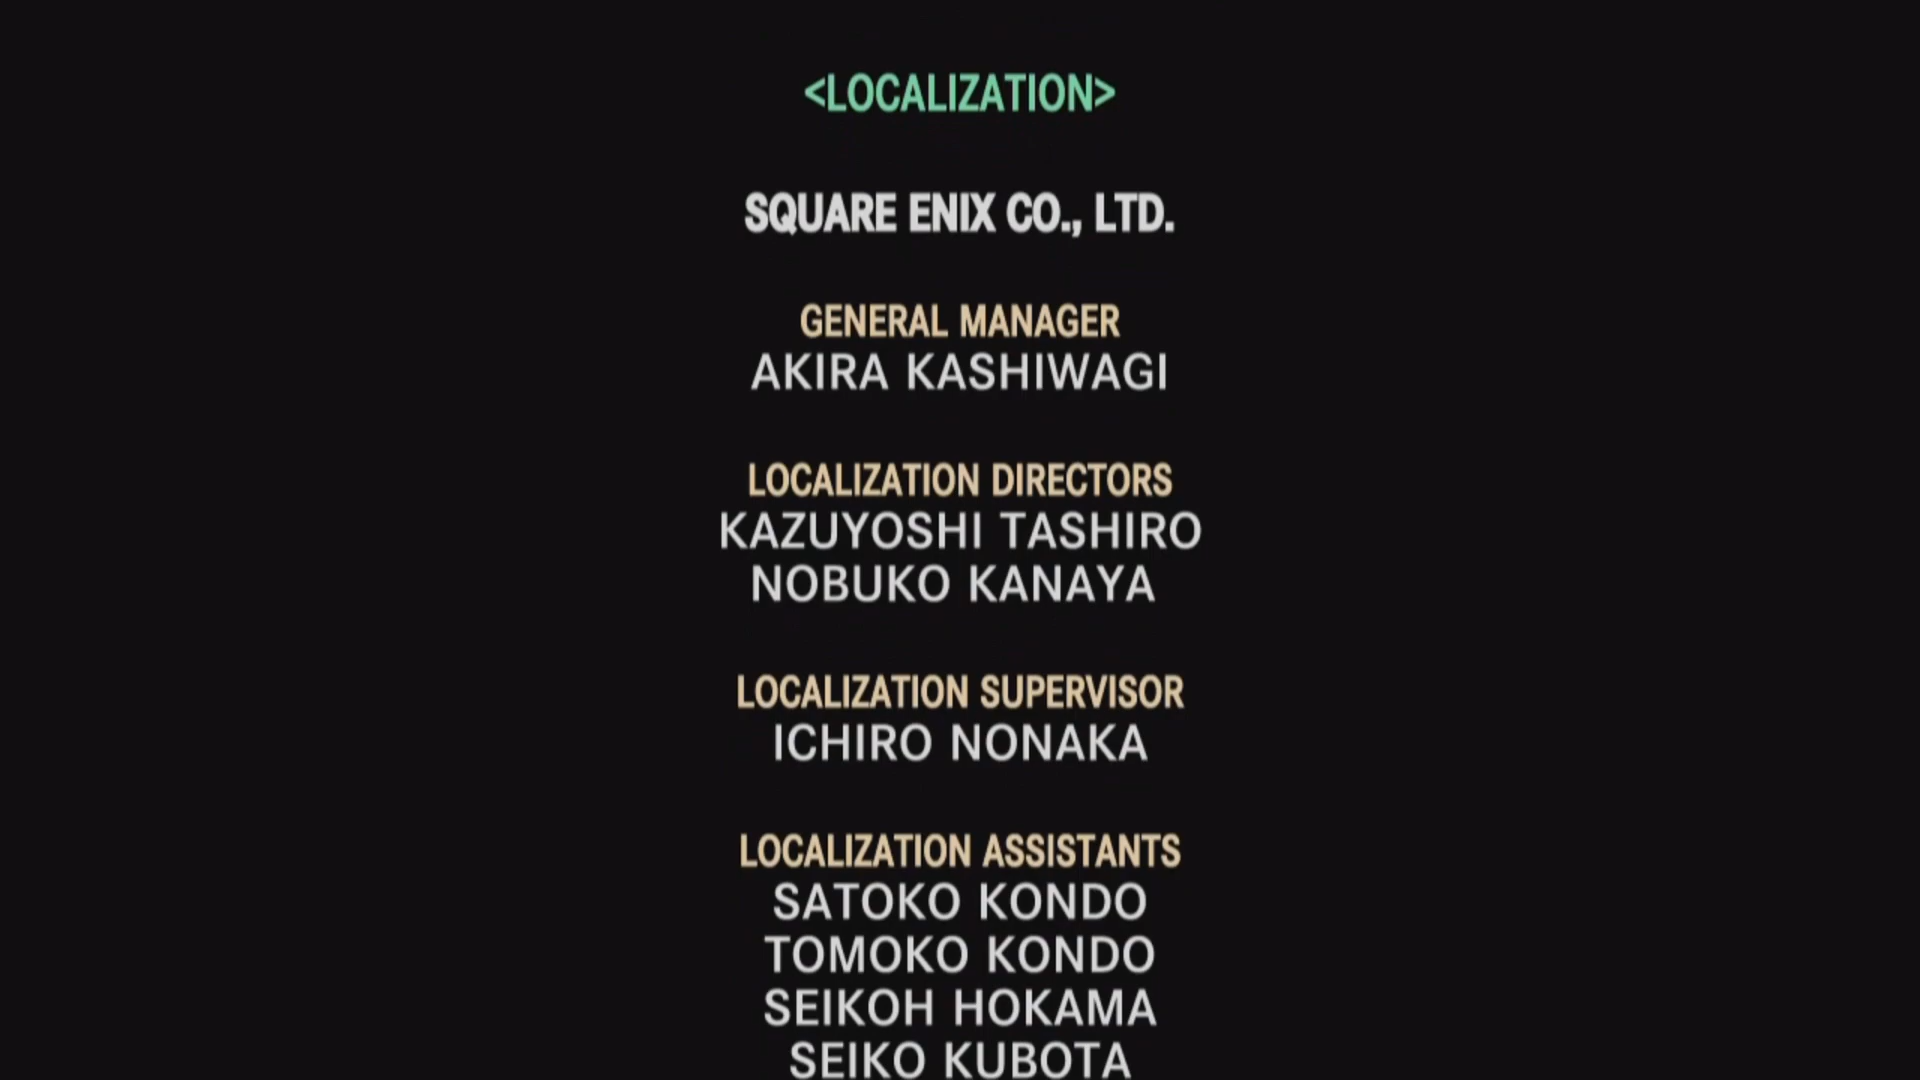 <LOCALIZATION>
SQUARE ENIX CO., LTD.
GENERAL MANAGER
AKIRA KASHIWAGI
LOCALIZATION DIRECTORS
KAZUYOSHI TASHIRO
NOBUKO KANAYA
LOCALIZATION SUPERVISOR
ICHIRO NONAKA
LOCALIZATION ASSISTANTS
SATOKO KONDO
TOMOKO KONDO
SEIKOH HOKAMA
SEIKO KUBOTA